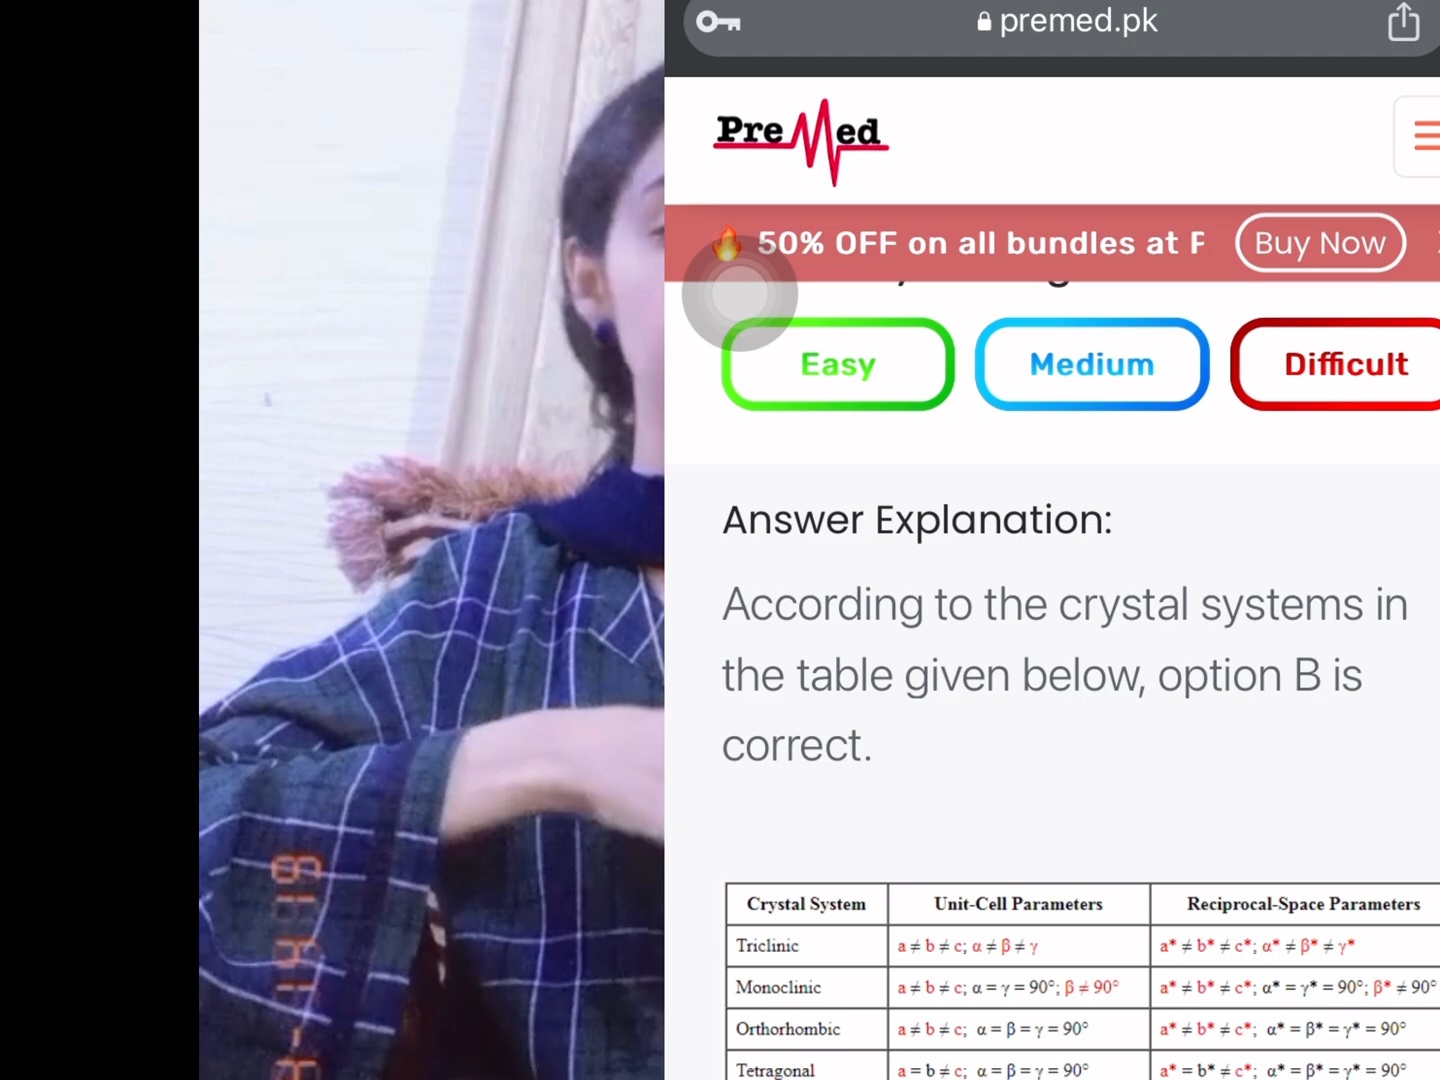 premed.pk
PreMed
🔥 50% OFF on all bundles at F
Buy Now
Easy
Medium
Difficult
Answer Explanation:
According to the crystal systems in
the table given below, option B is
correct.
Crystal System Unit-Cell Parameters Reciprocal-Space Parameters
Triclinic a ≠ b ≠ c; α ≠ β ≠ γ a* ≠ b* ≠ c*; α* ≠ β* ≠ γ*
Monoclinic a ≠ b ≠ c; α = γ = 90°; β ≠ 90° a* ≠ b* ≠ c*; α* = γ* = 90°; β* ≠ 90°
Orthorhombic a ≠ b ≠ c; α = β = γ = 90° a* ≠ b* ≠ c*; α* = β* = γ* = 90°
Tetragonal a = b ≠ c; α = β = γ = 90° a* = b* ≠ c*; α* = β* = γ* = 90°